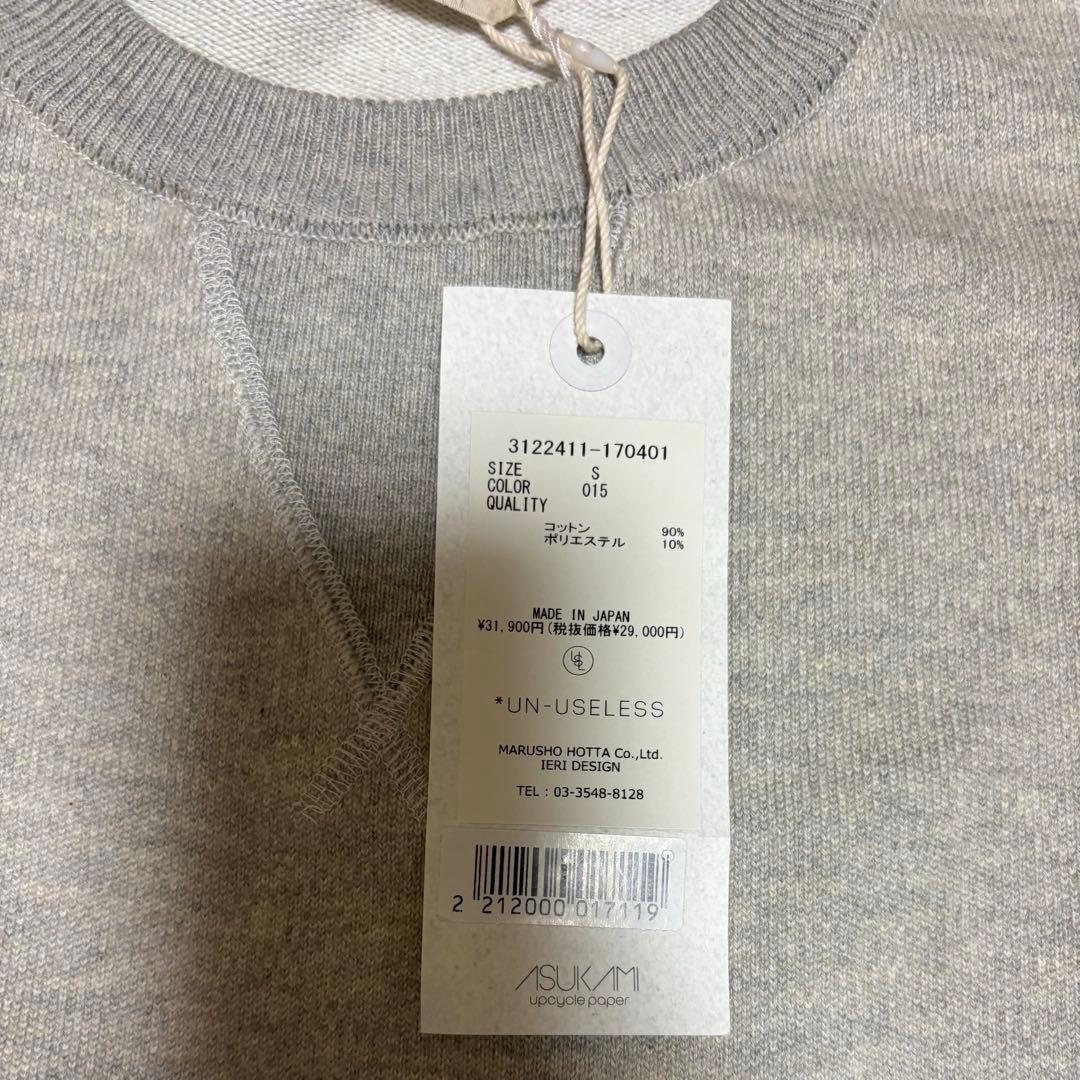 3122411-170401
SIZE S
COLOR 015
QUALITY
コットン 90%
ポリエステル 10%
MADE IN JAPAN
¥31,900円(税抜価格¥29,000円)
USL
*UN-USELESS
MARUSHO HOTTA Co.,Ltd.
IERI DESIGN
TEL : 03-3548-8128
2 212000 017119
ASUKAMI
upcycle paper